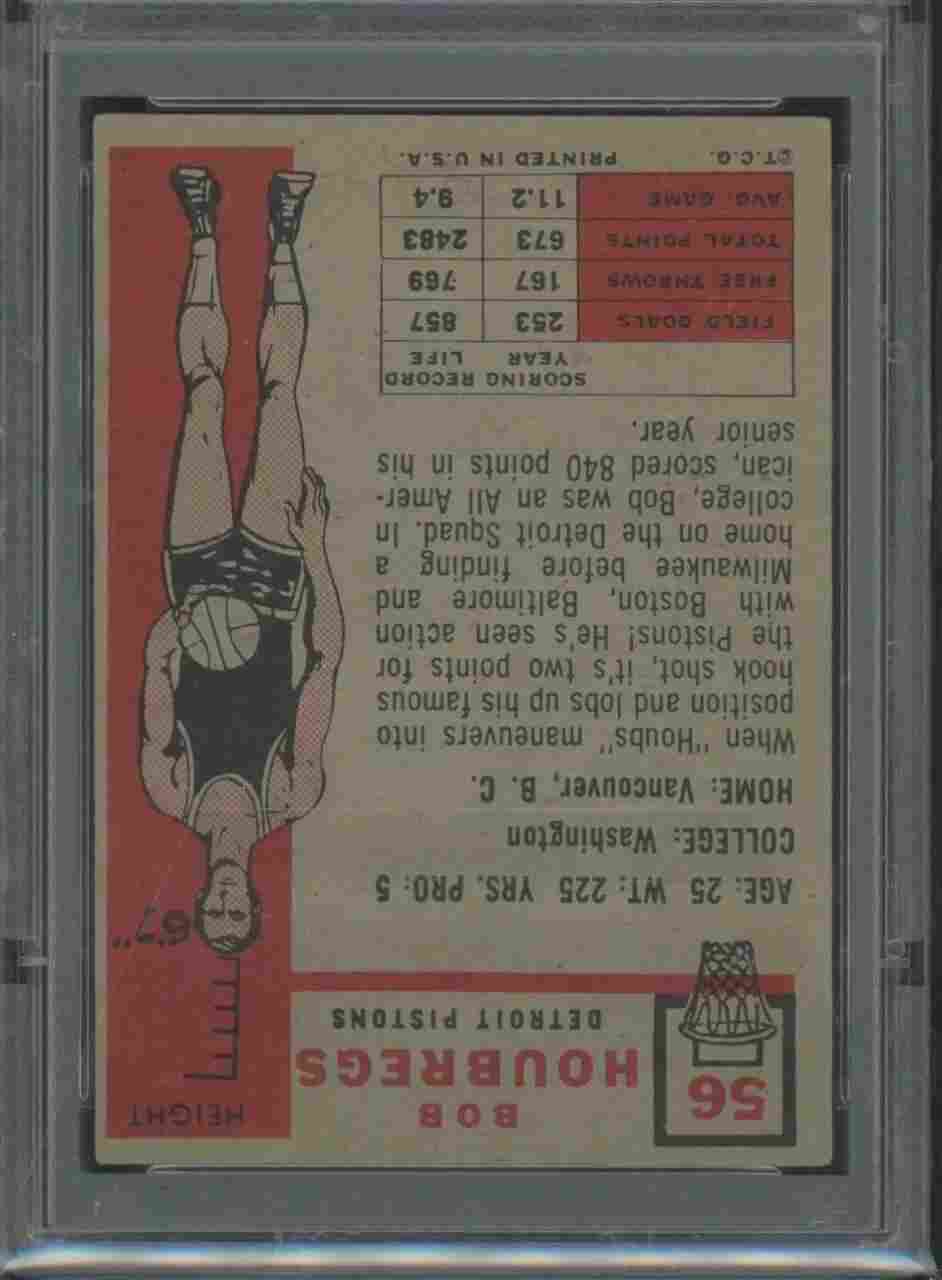 56
BOB
HOUBREGS
DETROIT PISTONS
HEIGHT
6'7"
AGE: 25 WT: 225 YRS. PRO: 5
COLLEGE: Washington
HOME: Vancouver, B. C.
When "Houbs" maneuvers into
position and lobs up his famous
hook shot, it's two points for
the Pistons! He's seen action
with Boston, Baltimore and
Milwaukee before finding a
home on the Detroit Squad. In
college, Bob was an All Amer-
ican, scored 840 points in his
senior year.
SCORING RECORD
YEAR LIFE
FIELD GOALS 253 857
FREE THROWS 167 769
TOTAL POINTS 673 2483
AVG. GAME 11.2 9.4
©T.C.G. PRINTED IN U.S.A.